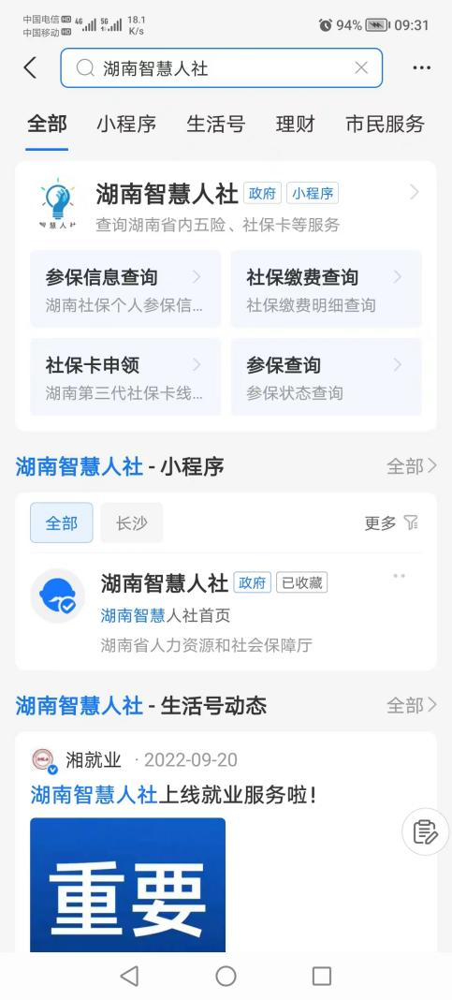 中国电信HD 4G 5G 18.1
中国移动HD K/s 94% 09:31
湖南智慧人社
全部 小程序 生活号 理财 市民服务
湖南智慧人社 政府 小程序
智慧人社
查询湖南省内五险、社保卡等服务
参保信息查询 社保缴费查询
湖南社保个人参保信... 社保缴费明细查询
社保卡申领 参保查询
湖南第三代社保卡线... 参保状态查询
湖南智慧人社 - 小程序 全部
全部 长沙 更多
湖南智慧人社 政府 已收藏
湖南智慧人社首页
湖南省人力资源和社会保障厅
湖南智慧人社 - 生活号动态 全部
湘就业 · 2022-09-20
湖南智慧人社上线就业服务啦！
重要